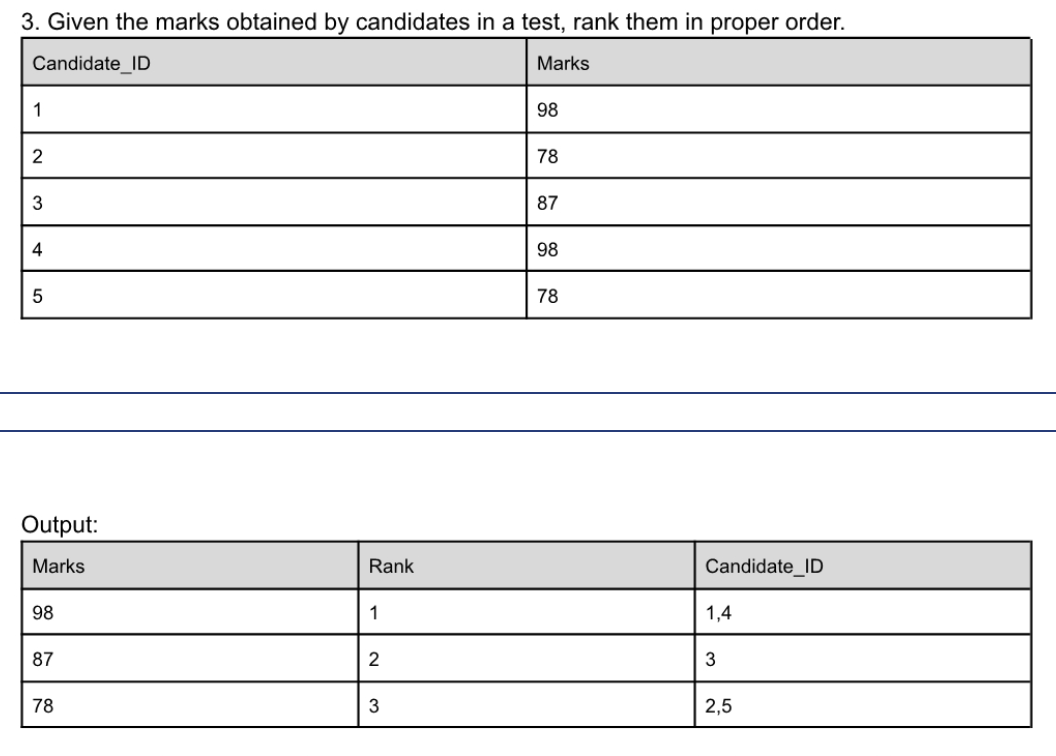 3. Given the marks obtained by candidates in a test, rank them in proper order.
Candidate_ID Marks
1 98
2 78
3 87
4 98
5 78
Output:
Marks Rank Candidate_ID
98 1 1,4
87 2 3
78 3 2,5